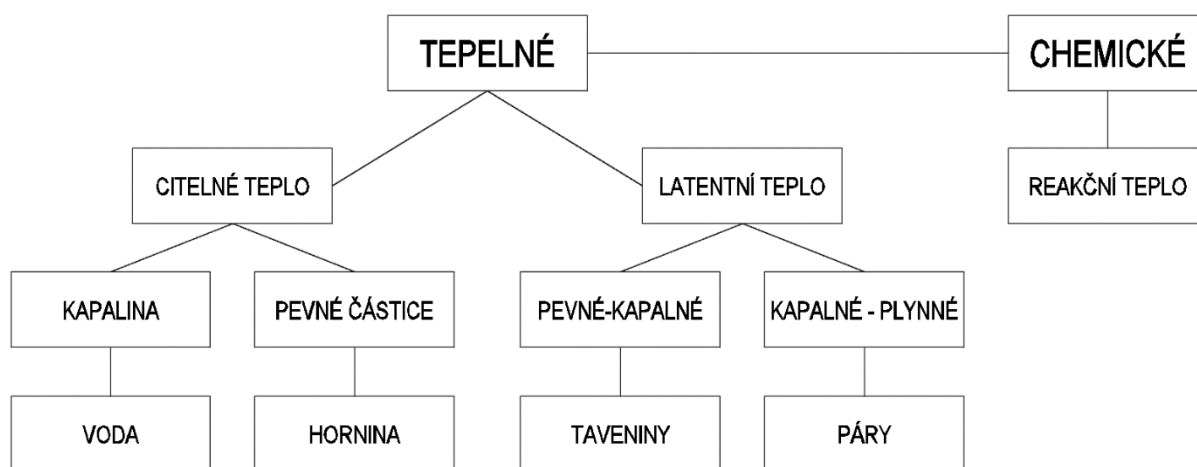 TEPELNÉ
CHEMICKÉ
CITELNÉ TEPLO
LATENTNÍ TEPLO
REAKČNÍ TEPLO
KAPALINA
PEVNÉ ČÁSTICE
PEVNÉ-KAPALNÉ
KAPALNÉ - PLYNNÉ
VODA
HORNINA
TAVENINY
PÁRY